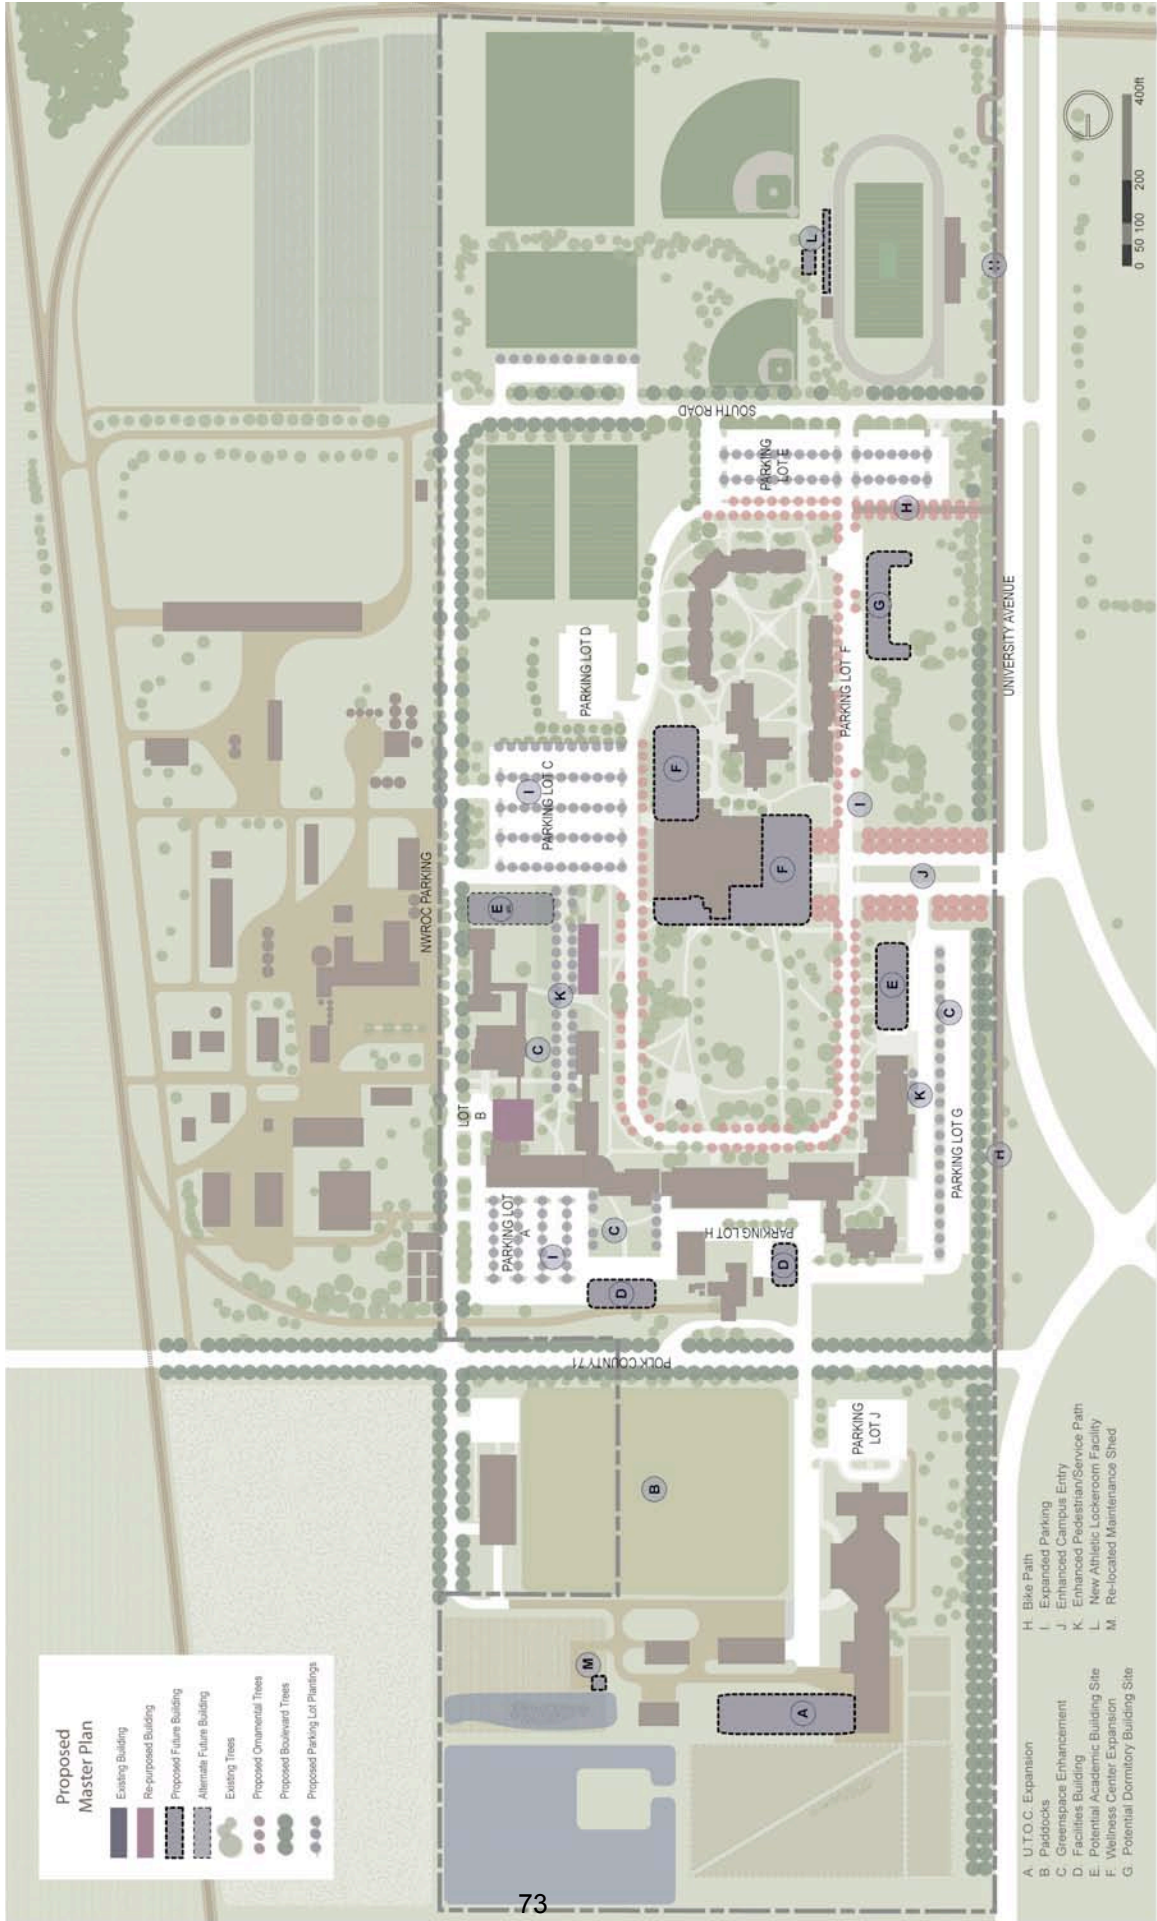 Proposed
Master Plan
Existing Building
Re-purposed Building
Proposed Future Building
Alternate Future Building
Existing Trees
Proposed Ornamental Trees
Proposed Boulevard Trees
Proposed Parking Lot Plantings
A U.T.O.C. Expansion
B Paddocks
C Greenspace Enhancement
D Facilities Building
E Potential Academic Building Site
F Wellness Center Expansion
G Potential Dormitory Building Site
H Bike Path
I Expanded Parking
J Enhanced Campus Entry
K Enhanced Pedestrian/Service Path
L New Athletic Lockeroom Facility
M Re-located Maintenance Shed
M
A
B
PARKING
LOT J
POLK COUNTY 71
D
D
PARKING LOT
A
I
C
PARKING LOT H
LOT
B
C
K
E
NWROC PARKING
PARKING LOT G
H
K
C
E
J
F
F
I
PARKING LOT C
I
PARKING LOT D
PARKING LOT F
G
UNIVERSITY AVENUE
H
PARKING
LOT E
SOUTH ROAD
L
H
0 50 100 200 400ft
73